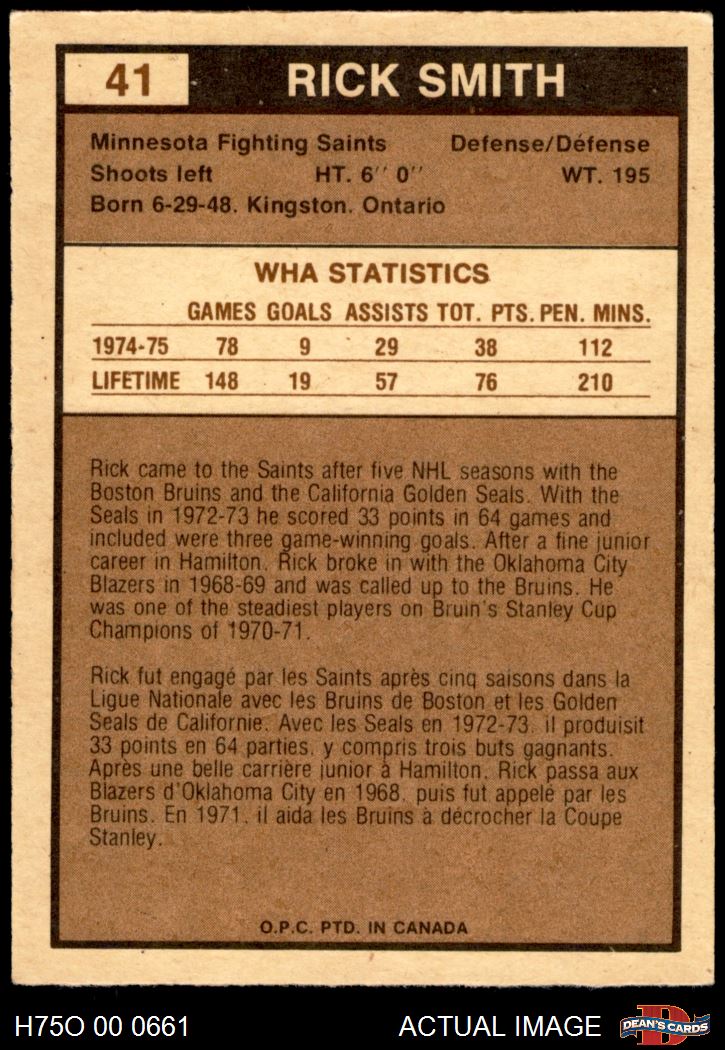 41 RICK SMITH
Minnesota Fighting Saints Defense/Défense
Shoots left HT. 6'' 0'' WT. 195
Born 6-29-48. Kingston. Ontario
WHA STATISTICS
GAMES GOALS ASSISTS TOT. PTS. PEN. MINS.
1974-75 78 9 29 38 112
LIFETIME 148 19 57 76 210
Rick came to the Saints after five NHL seasons with the
Boston Bruins and the California Golden Seals. With the
Seals in 1972-73 he scored 33 points in 64 games and
included were three game-winning goals. After a fine junior
career in Hamilton. Rick broke in with the Oklahoma City
Blazers in 1968-69 and was called up to the Bruins. He
was one of the steadiest players on Bruin's Stanley Cup
Champions of 1970-71.
Rick fut engagé par les Saints après cinq saisons dans la
Ligue Nationale avec les Bruins de Boston et les Golden
Seals de Californie. Avec les Seals en 1972-73. il produisit
33 points en 64 parties. y compris trois buts gagnants.
Après une belle carrière junior à Hamilton. Rick passa aux
Blazers d'Oklahoma City en 1968. puis fut appelé par les
Bruins. En 1971. il aida les Bruins à décrocher la Coupe
Stanley.
O.P.C. PTD. IN CANADA
H75O 00 0661 ACTUAL IMAGE D DEAN'S CARDS